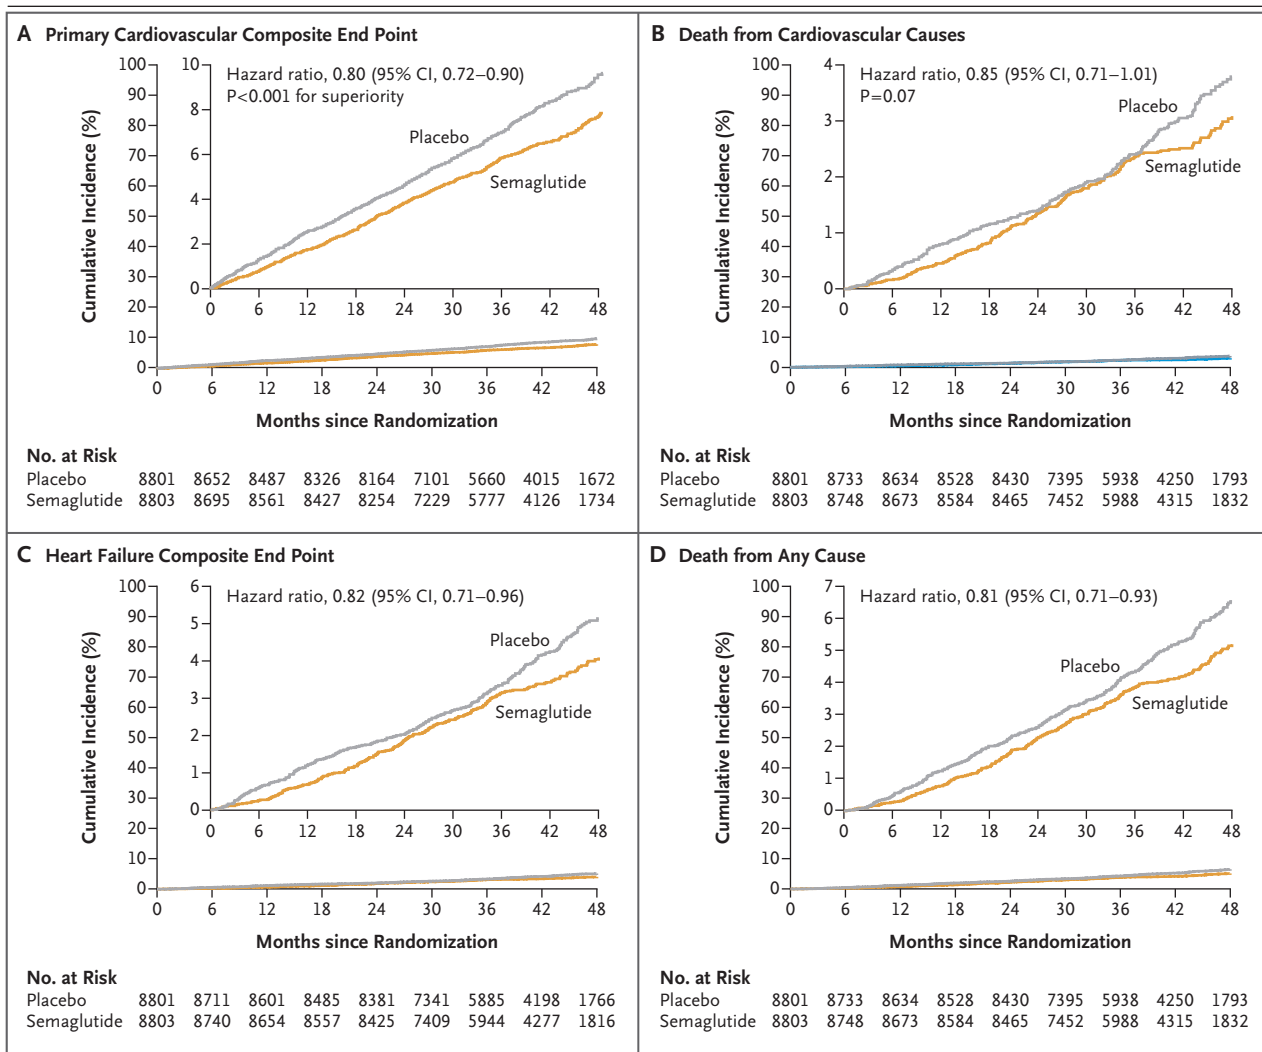 A Primary Cardiovascular Composite End Point
Hazard ratio, 0.80 (95% CI, 0.72–0.90)
P<0.001 for superiority
Placebo
Semaglutide
Cumulative Incidence (%)
100
90
80
70
60
50
40
30
20
10
0
10
8
6
4
2
0
0 6 12 18 24 30 36 42 48
0 6 12 18 24 30 36 42 48
Months since Randomization
No. at Risk
Placebo 8801 8652 8487 8326 8164 7101 5660 4015 1672
Semaglutide 8803 8695 8561 8427 8254 7229 5777 4126 1734
B Death from Cardiovascular Causes
Hazard ratio, 0.85 (95% CI, 0.71–1.01)
P=0.07
Placebo
Semaglutide
Cumulative Incidence (%)
100
90
80
70
60
50
40
30
20
10
0
4
3
2
1
0
0 6 12 18 24 30 36 42 48
0 6 12 18 24 30 36 42 48
Months since Randomization
No. at Risk
Placebo 8801 8733 8634 8528 8430 7395 5938 4250 1793
Semaglutide 8803 8748 8673 8584 8465 7452 5988 4315 1832
C Heart Failure Composite End Point
Hazard ratio, 0.82 (95% CI, 0.71–0.96)
Placebo
Semaglutide
Cumulative Incidence (%)
100
90
80
70
60
50
40
30
20
10
0
6
5
4
3
2
1
0
0 6 12 18 24 30 36 42 48
0 6 12 18 24 30 36 42 48
Months since Randomization
No. at Risk
Placebo 8801 8711 8601 8485 8381 7341 5885 4198 1766
Semaglutide 8803 8740 8654 8557 8425 7409 5944 4277 1816
D Death from Any Cause
Hazard ratio, 0.81 (95% CI, 0.71–0.93)
Placebo
Semaglutide
Cumulative Incidence (%)
100
90
80
70
60
50
40
30
20
10
0
7
6
5
4
3
2
1
0
0 6 12 18 24 30 36 42 48
0 6 12 18 24 30 36 42 48
Months since Randomization
No. at Risk
Placebo 8801 8733 8634 8528 8430 7395 5938 4250 1793
Semaglutide 8803 8748 8673 8584 8465 7452 5988 4315 1832